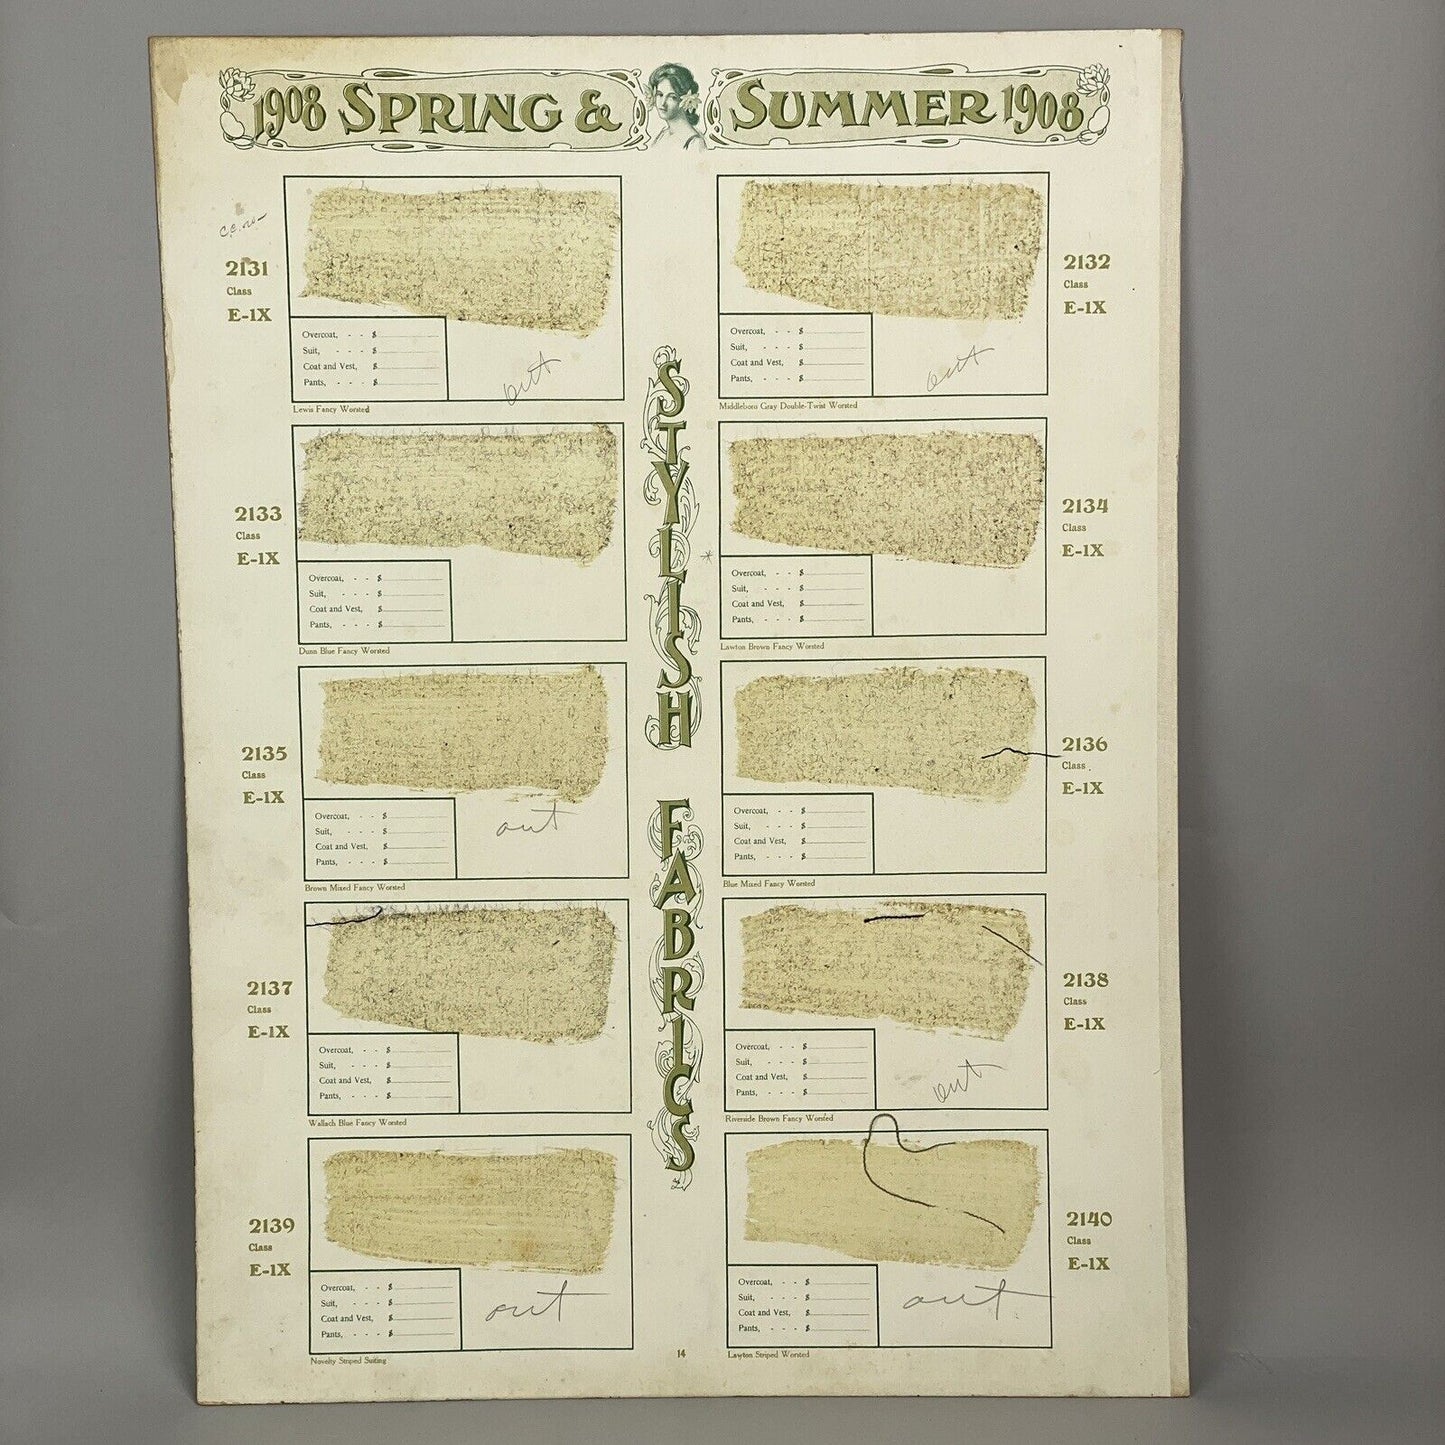 1908 SPRING & SUMMER 1908
2131
Class
E-1X
Overcoat, - - $
Suit, - - - $
Coat and Vest, $
Pants, - - - $
out
Lewis Fancy Worsted
2132
Class
E-1X
Overcoat, - - $
Suit, - - - $
Coat and Vest, $
Pants, - - - $
out
Middleboro Gray Double-Twist Worsted
2133
Class
E-1X
Overcoat, - - $
Suit, - - - $
Coat and Vest, $
Pants, - - - $
Dunn Blue Fancy Worsted
2134
Class
E-1X
Overcoat, - - $
Suit, - - - $
Coat and Vest, $
Pants, - - - $
Lawton Brown Fancy Worsted
STYLISH FABRICS
2135
Class
E-1X
Overcoat, - - $
Suit, - - - $
Coat and Vest, $
Pants, - - - $
out
Brown Mixed Fancy Worsted
2136
Class
E-1X
Overcoat, - - $
Suit, - - - $
Coat and Vest, $
Pants, - - - $
Blue Mixed Fancy Worsted
2137
Class
E-1X
Overcoat, - - $
Suit, - - - $
Coat and Vest, $
Pants, - - - $
Wallach Blue Fancy Worsted
2138
Class
E-1X
Overcoat, - - $
Suit, - - - $
Coat and Vest, $
Pants, - - - $
out
Riverside Brown Fancy Worsted
2139
Class
E-1X
Overcoat, - - $
Suit, - - - $
Coat and Vest, $
Pants, - - - $
out
Novelty Striped Suiting
2140
Class
E-1X
Overcoat, - - $
Suit, - - - $
Coat and Vest, $
Pants, - - - $
out
Lawton Striped Worsted
14